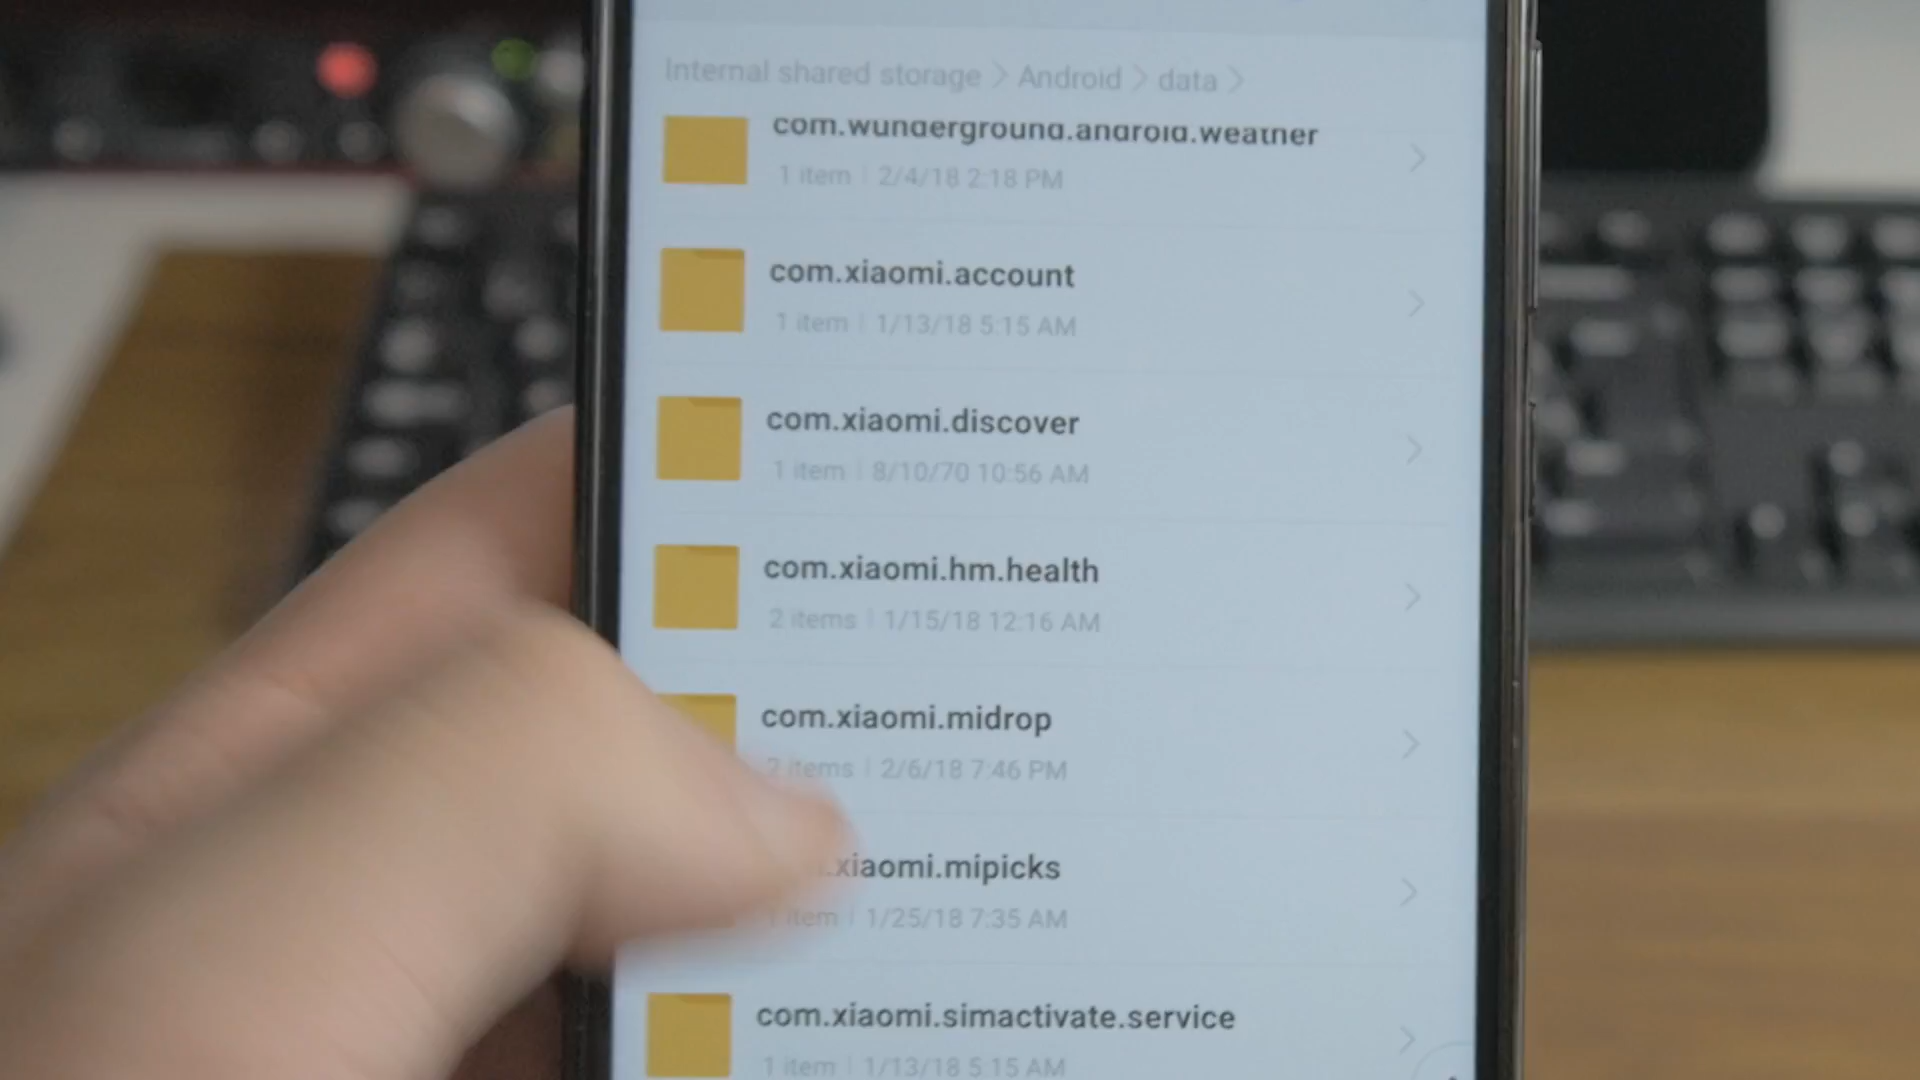 Internal shared storage > Android > data >
com.wunderground.android.weather
1 item | 2/4/18 2:18 PM
com.xiaomi.account
1 item | 1/13/18 5:15 AM
com.xiaomi.discover
1 item | 8/10/70 10:56 AM
com.xiaomi.hm.health
2 items | 1/15/18 12:16 AM
com.xiaomi.midrop
2 items | 2/6/18 7:46 PM
.xiaomi.mipicks
1 item | 1/25/18 7:35 AM
com.xiaomi.simactivate.service
1 item | 1/13/18 5:15 AM